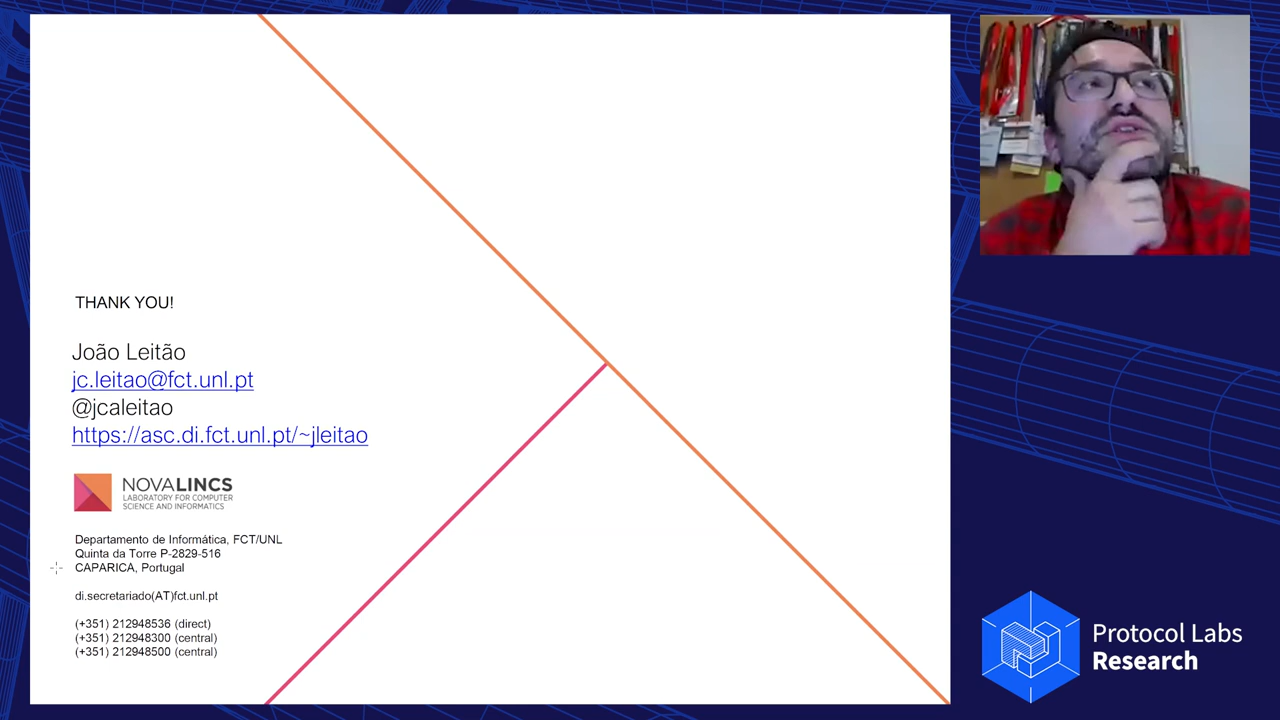 THANK YOU!
João Leitão
jc.leitao@fct.unl.pt
@jcaleitao
https://asc.di.fct.unl.pt/~jleitao
NOVALINCS
LABORATORY FOR COMPUTER
SCIENCE AND INFORMATICS
Departamento de Informática, FCT/UNL
Quinta da Torre P-2829-516
CAPARICA, Portugal
di.secretariado(AT)fct.unl.pt
(+351) 212948536 (direct)
(+351) 212948300 (central)
(+351) 212948500 (central)
Protocol Labs
Research